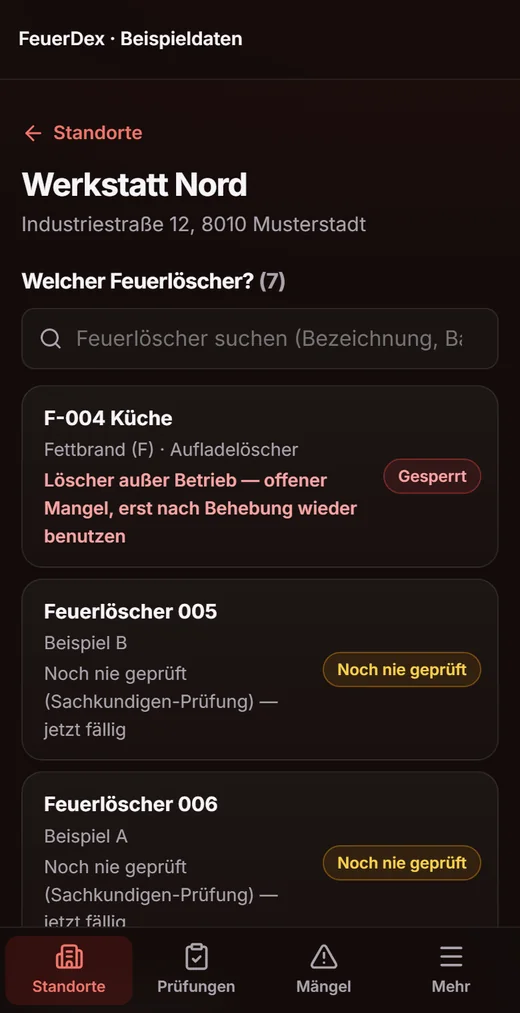 FeuerDex · Beispieldaten
Standorte
Werkstatt Nord
Industriestraße 12, 8010 Musterstadt
Welcher Feuerlöscher? (7)
Feuerlöscher suchen (Bezeichnung, Ba
F-004 Küche
Fettbrand (F) · Aufladelöscher
Löscher außer Betrieb — offener
Mangel, erst nach Behebung wieder
benutzen
Gesperrt
Feuerlöscher 005
Beispiel B
Noch nie geprüft
(Sachkundigen-Prüfung) —
jetzt fällig
Noch nie geprüft
Feuerlöscher 006
Beispiel A
Noch nie geprüft
(Sachkundigen-Prüfung) —
jetzt fällig
Noch nie geprüft
Standorte
Prüfungen
Mängel
Mehr